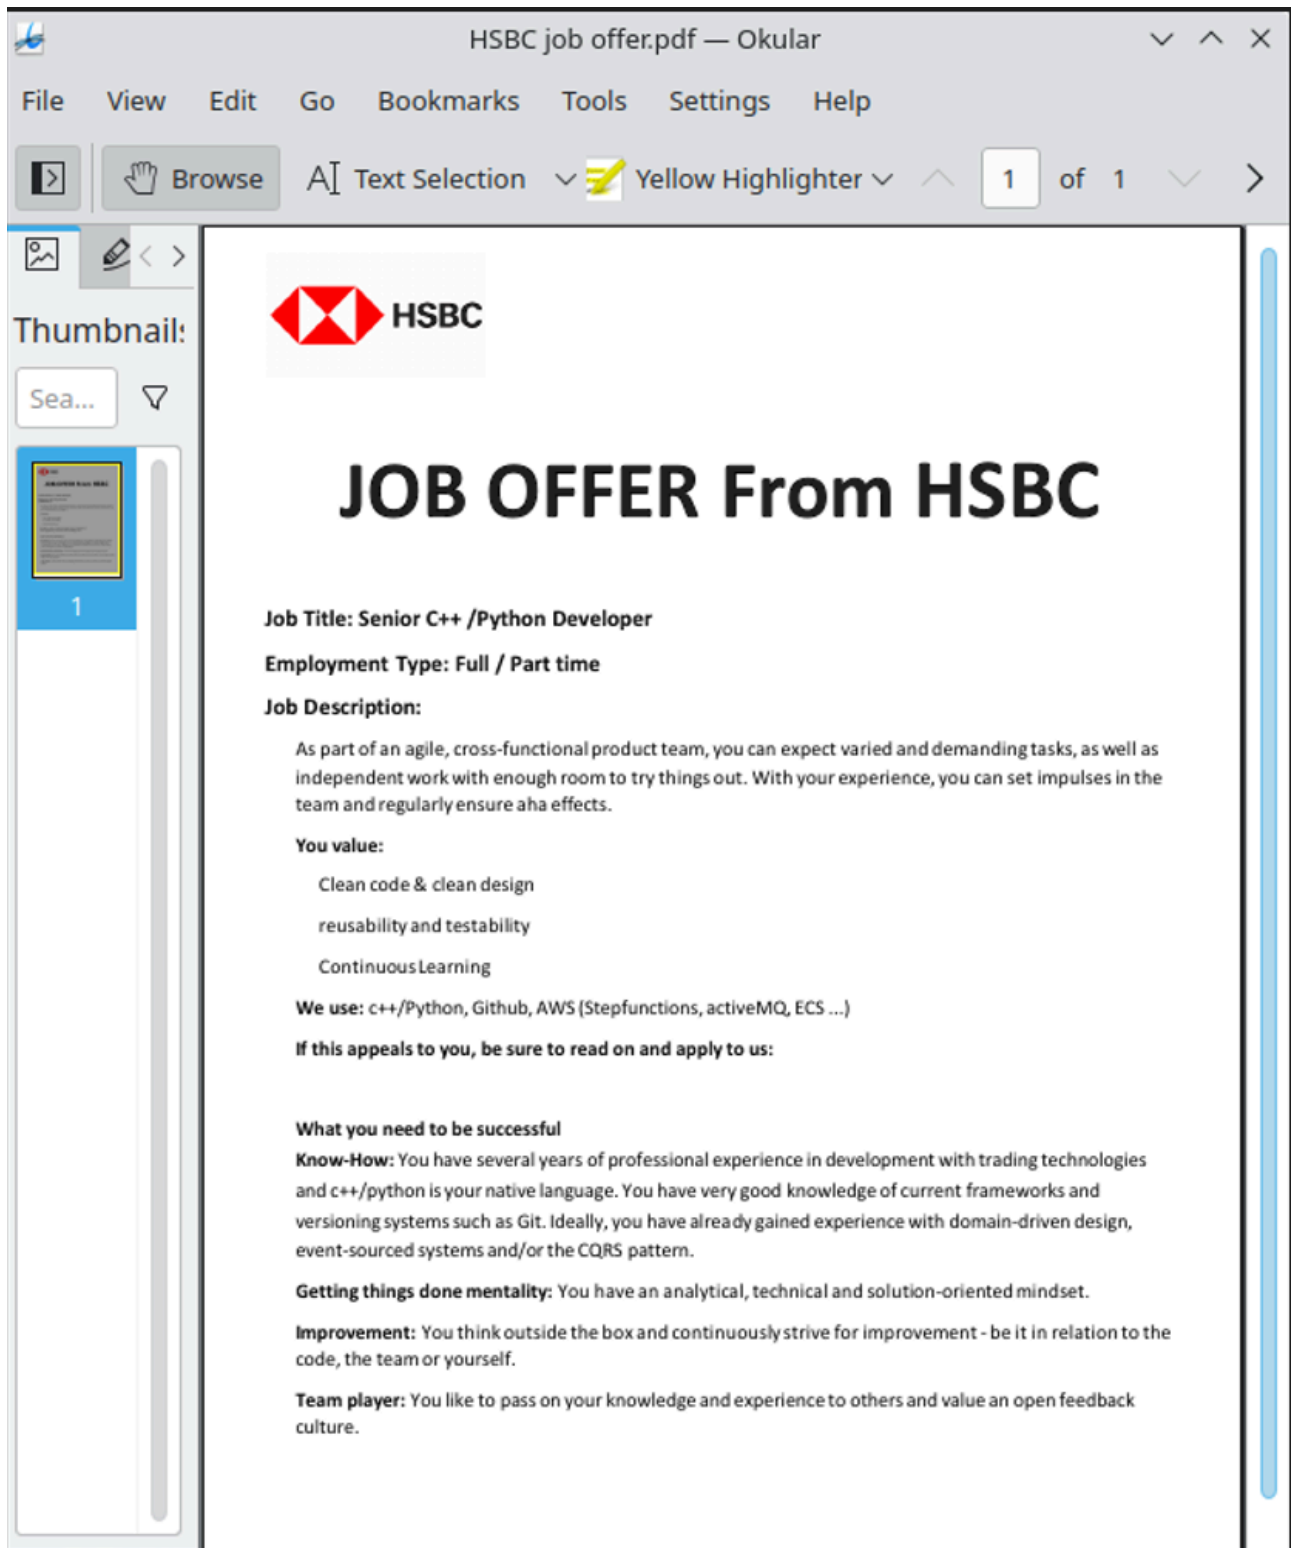 HSBC job offer.pdf — Okular
File View Edit Go Bookmarks Tools Settings Help
Browse Text Selection Yellow Highlighter 1 of 1
Thumbnails
Sea...
1
HSBC
JOB OFFER From HSBC
Job Title: Senior C++ /Python Developer
Employment Type: Full / Part time
Job Description:
As part of an agile, cross-functional product team, you can expect varied and demanding tasks, as well as
independent work with enough room to try things out. With your experience, you can set impulses in the
team and regularly ensure aha effects.
You value:
Clean code & clean design
reusability and testability
Continuous Learning
We use: c++/Python, Github, AWS (Stepfunctions, activeMQ, ECS ...)
If this appeals to you, be sure to read on and apply to us:
What you need to be successful
Know-How: You have several years of professional experience in development with trading technologies
and c++/python is your native language. You have very good knowledge of current frameworks and
versioning systems such as Git. Ideally, you have already gained experience with domain-driven design,
event-sourced systems and/or the CQRS pattern.
Getting things done mentality: You have an analytical, technical and solution-oriented mindset.
Improvement: You think outside the box and continuously strive for improvement - be it in relation to the
code, the team or yourself.
Team player: You like to pass on your knowledge and experience to others and value an open feedback
culture.